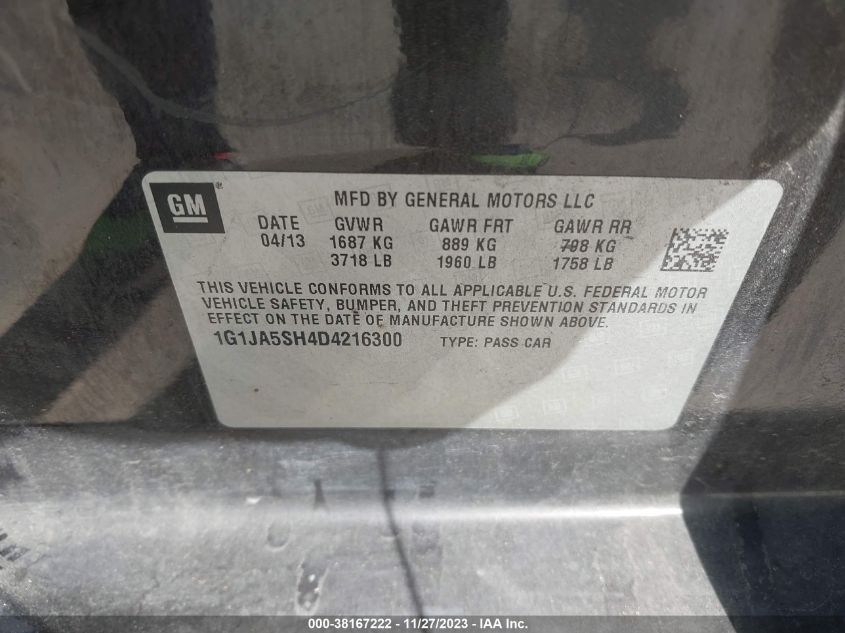 GM ®
MFD BY GENERAL MOTORS LLC
DATE GVWR GAWR FRT GAWR RR
04/13 1687 KG 889 KG 798 KG
3718 LB 1960 LB 1758 LB
THIS VEHICLE CONFORMS TO ALL APPLICABLE U.S. FEDERAL MOTOR
VEHICLE SAFETY, BUMPER, AND THEFT PREVENTION STANDARDS IN
EFFECT ON THE DATE OF MANUFACTURE SHOWN ABOVE.
1G1JA5SH4D4216300 TYPE: PASS CAR
000-38167222 - 11/27/2023 - IAA Inc.